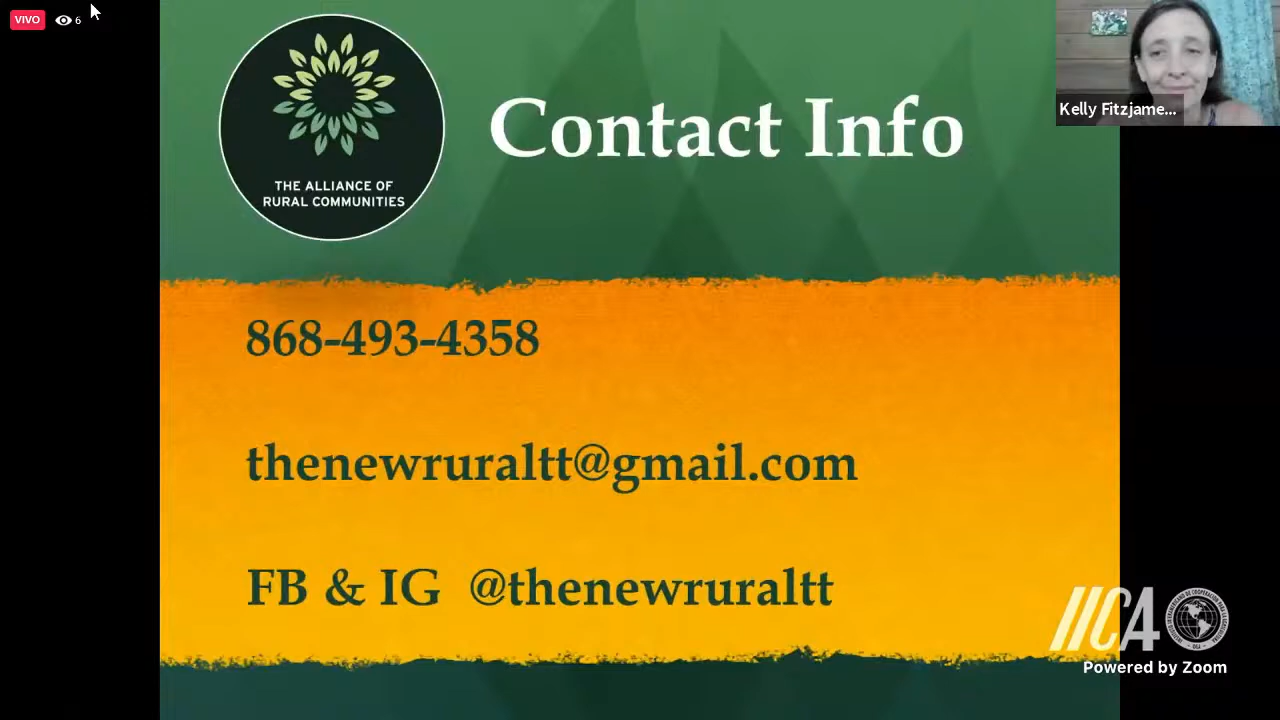 VIVO
6
Contact Info
THE ALLIANCE OF
RURAL COMMUNITIES
Kelly Fitzjame...
868-493-4358
thenewruraltt@gmail.com
FB & IG @thenewruraltt
IICA
Powered by Zoom